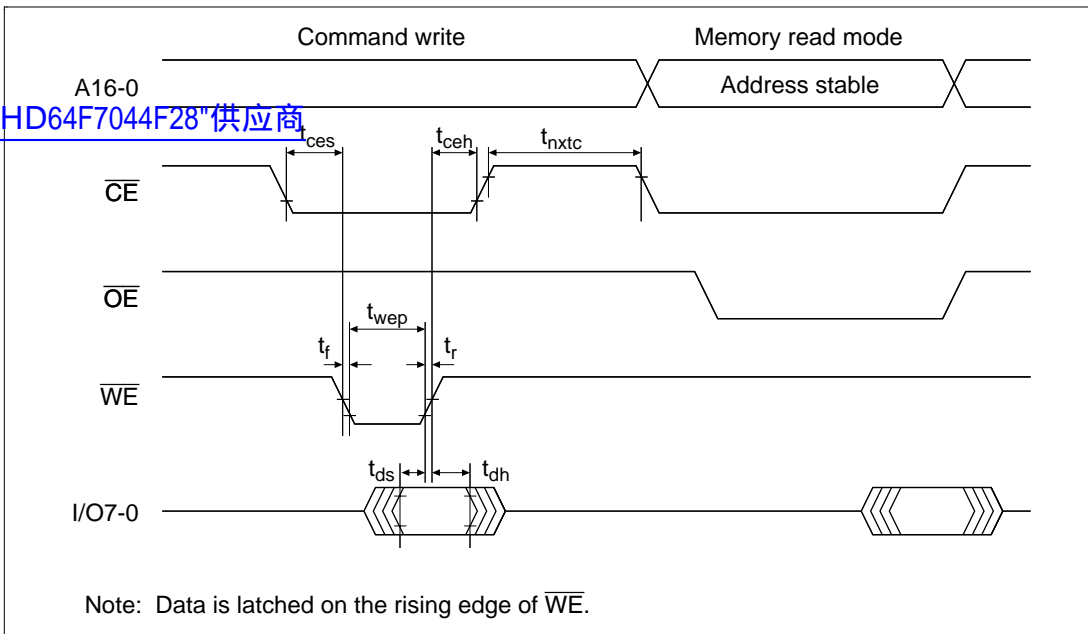 Command write Memory read mode
A16-0 Address stable
HD64F7044F28"供应商
tces tceh tnxtc
CE
OE
twep
tf tr
WE
tds tdh
I/O7-0
Note: Data is latched on the rising edge of WE.